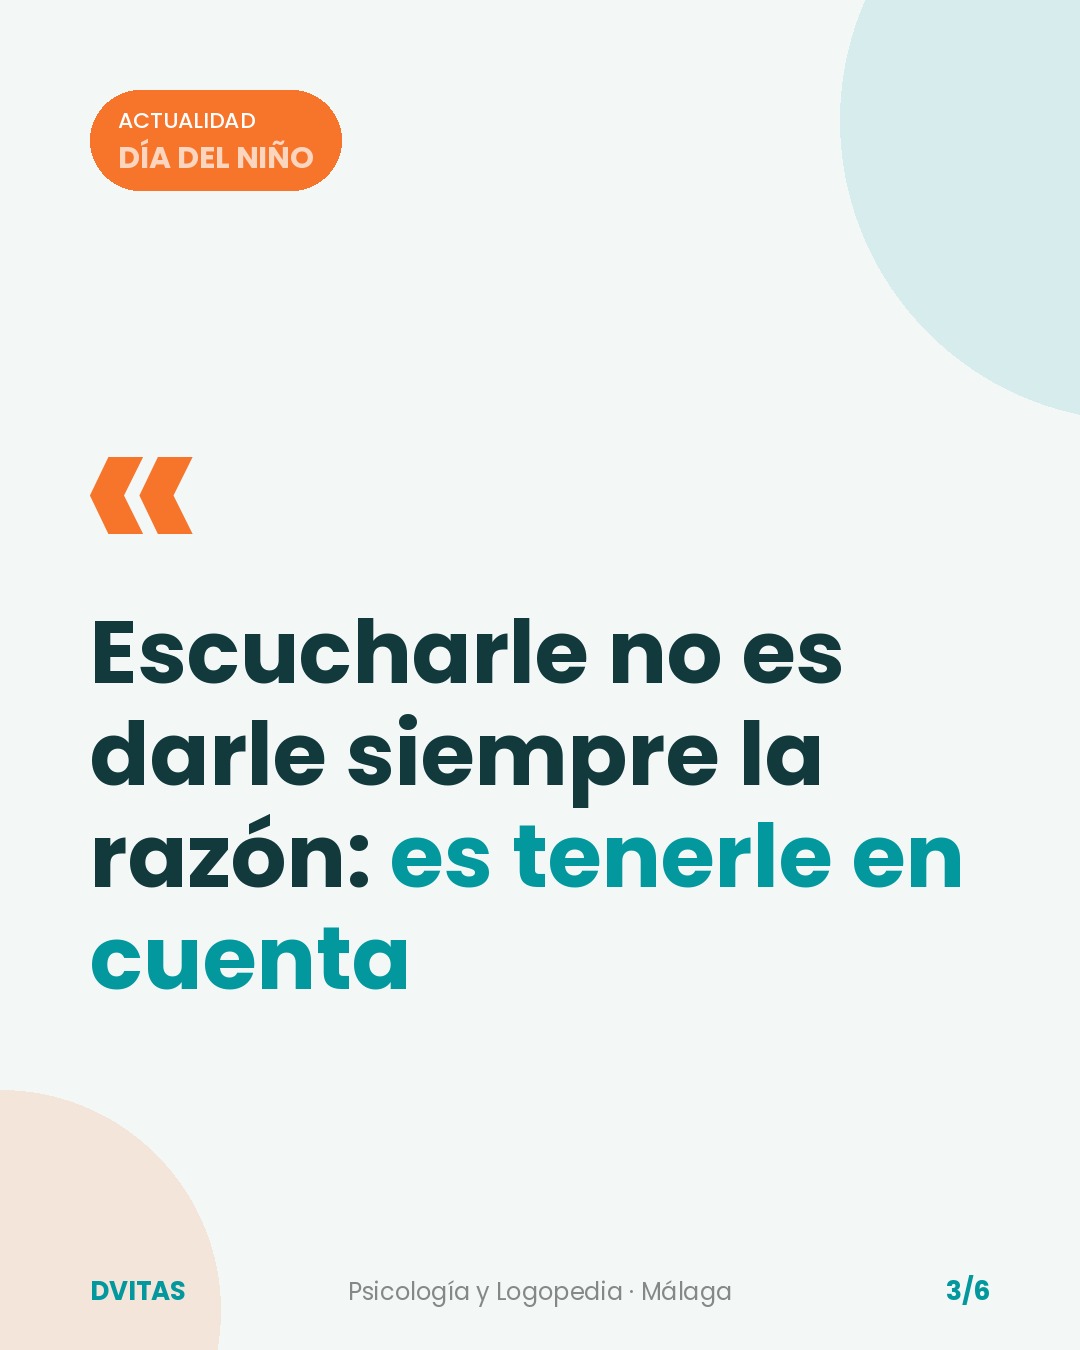 ACTUALIDAD
DÍA DEL NIÑO
«
Escucharle no es
darle siempre la
razón: es tenerle en
cuenta
DVITAS
Psicología y Logopedia · Málaga
3/6